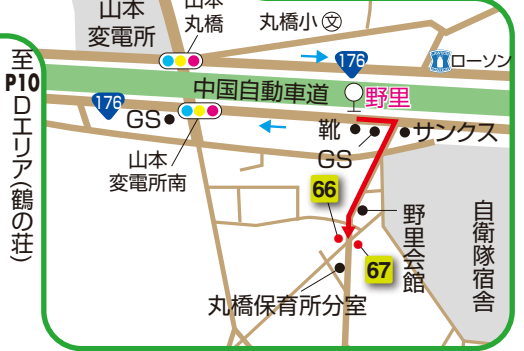 山本
変電所
山本
丸橋
丸橋小
文
176
ローソン
至
P10
Dエリア(鶴の荘)
中国自動車道
野里
176
GS
靴
サンクス
GS
山本
変電所南
66
野里会館
自衛隊宿舎
67
丸橋保育所分室